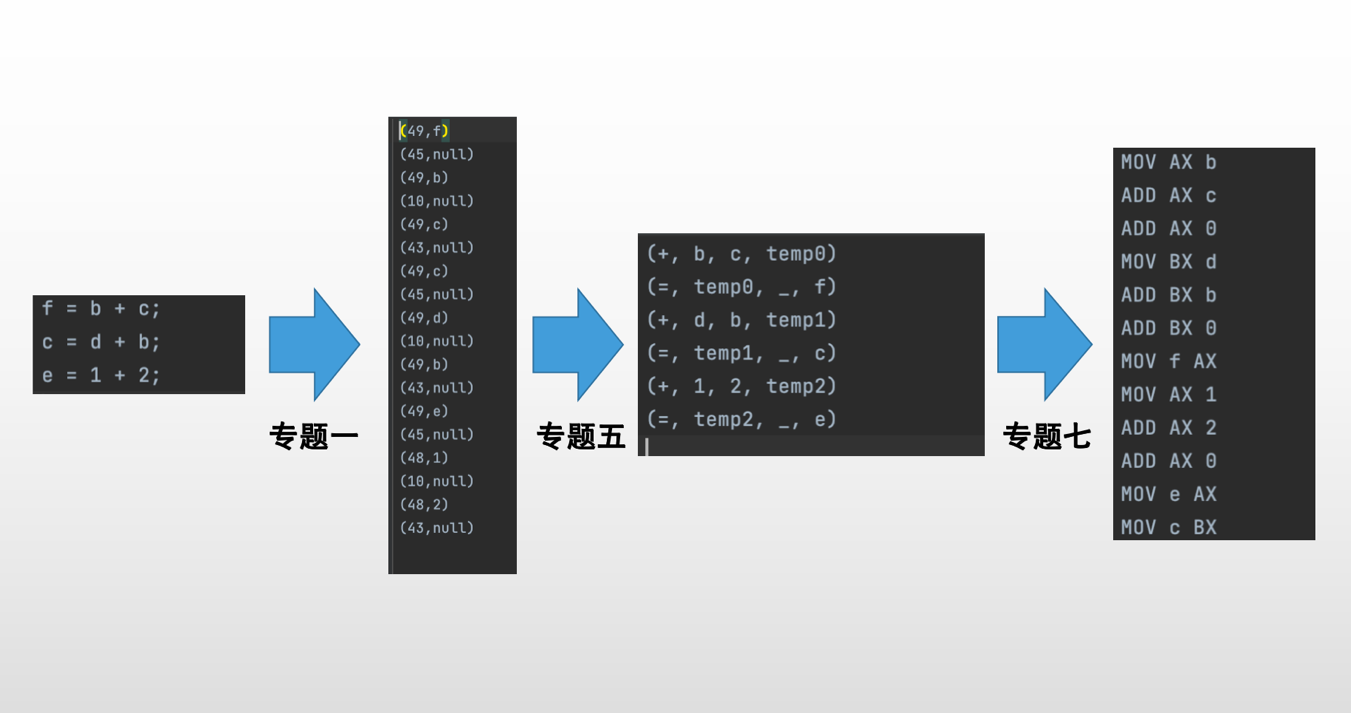 f = b + c;
c = d + b;
e = 1 + 2;
专题一
(49,f)
(45,null)
(49,b)
(10,null)
(49,c)
(43,null)
(49,c)
(45,null)
(49,d)
(10,null)
(49,b)
(43,null)
(49,e)
(45,null)
(48,1)
(10,null)
(48,2)
(43,null)
专题五
(+, b, c, temp0)
(=, temp0, _, f)
(+, d, b, temp1)
(=, temp1, _, c)
(+, 1, 2, temp2)
(=, temp2, _, e)
专题七
MOV AX b
ADD AX c
ADD AX 0
MOV BX d
ADD BX b
ADD BX 0
MOV f AX
MOV AX 1
ADD AX 2
ADD AX 0
MOV e AX
MOV c BX